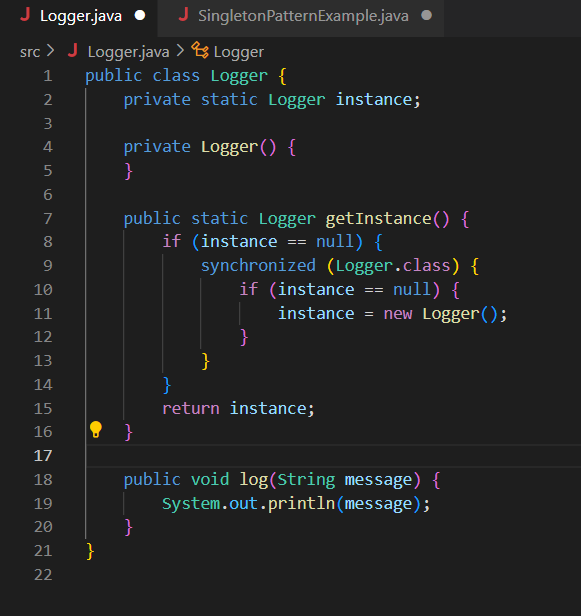 J Logger.java ● J SingletonPatternExample.java ●
src > J Logger.java > Logger
1 public class Logger {
2     private static Logger instance;
3
4     private Logger() {
5     }
6
7     public static Logger getInstance() {
8         if (instance == null) {
9             synchronized (Logger.class) {
10                 if (instance == null) {
11                     instance = new Logger();
12                 }
13             }
14         }
15         return instance;
16     }
17
18     public void log(String message) {
19         System.out.println(message);
20     }
21 }
22